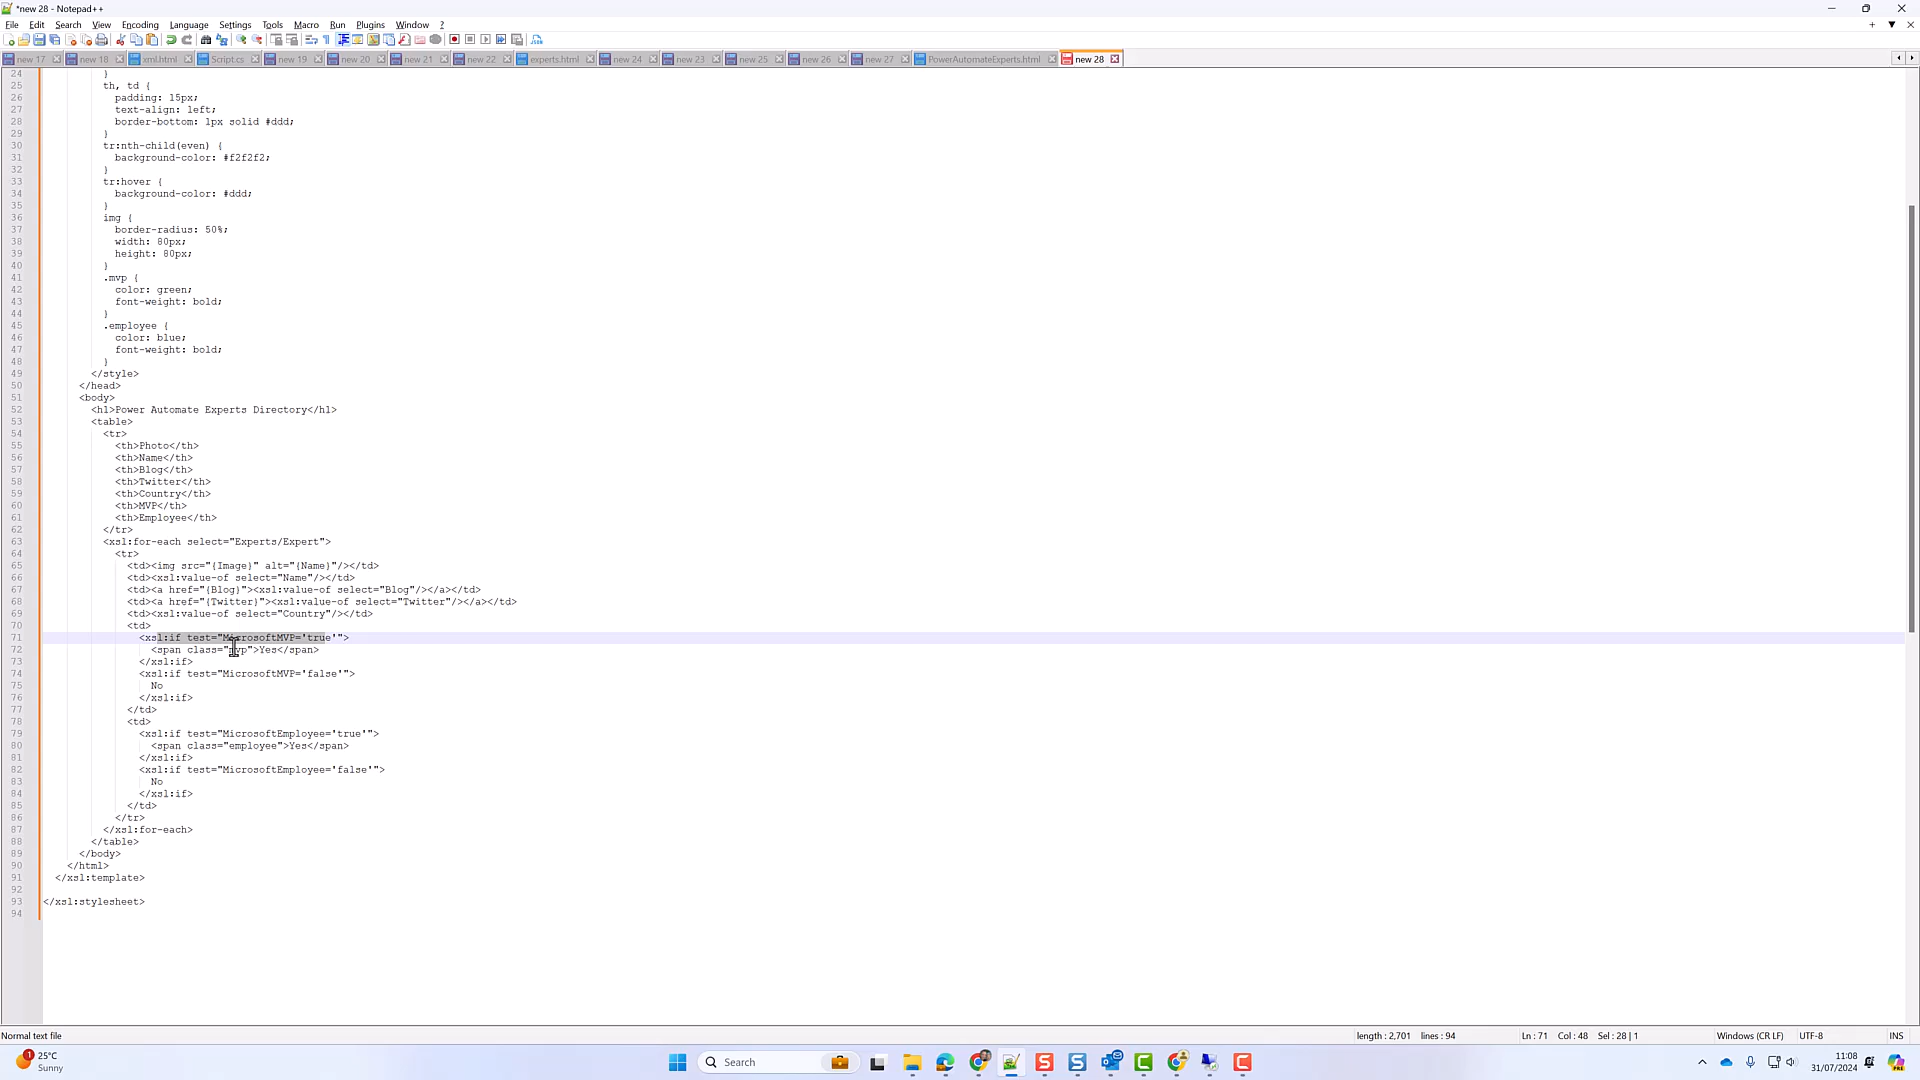 *new 28 - Notepad++
File Edit Search View Encoding Language Settings Tools Macro Run Plugins Window ?
new 17 new 18 xml.html Script.cs new 19 new 20 new 21 new 22 experts.html new 24 new 23 new 25 new 26 new 27 PowerAutomateExperts.html new 28
24 }
25 th, td {
26 padding: 15px;
27 text-align: left;
28 border-bottom: 1px solid #ddd;
29 }
30 tr:nth-child(even) {
31 background-color: #f2f2f2;
32 }
33 tr:hover {
34 background-color: #ddd;
35 }
36 img {
37 border-radius: 50%;
38 width: 80px;
39 height: 80px;
40 }
41 .mvp {
42 color: green;
43 font-weight: bold;
44 }
45 .employee {
46 color: blue;
47 font-weight: bold;
48 }
49 </style>
50 </head>
51 <body>
52 <h1>Power Automate Experts Directory</h1>
53 <table>
54 <tr>
55 <th>Photo</th>
56 <th>Name</th>
57 <th>Blog</th>
58 <th>Twitter</th>
59 <th>Country</th>
60 <th>MVP</th>
61 <th>Employee</th>
62 </tr>
63 <xsl:for-each select="Experts/Expert">
64 <tr>
65 <td><img src="{Image}" alt="{Name}"/></td>
66 <td><xsl:value-of select="Name"/></td>
67 <td><a href="{Blog}"><xsl:value-of select="Blog"/></a></td>
68 <td><a href="{Twitter}"><xsl:value-of select="Twitter"/></a></td>
69 <td><xsl:value-of select="Country"/></td>
70 <td>
71 <xsl:if test="MicrosoftMVP='true'">
72 <span class="mvp">Yes</span>
73 </xsl:if>
74 <xsl:if test="MicrosoftMVP='false'">
75 No
76 </xsl:if>
77 </td>
78 <td>
79 <xsl:if test="MicrosoftEmployee='true'">
80 <span class="employee">Yes</span>
81 </xsl:if>
82 <xsl:if test="MicrosoftEmployee='false'">
83 No
84 </xsl:if>
85 </td>
86 </tr>
87 </xsl:for-each>
88 </table>
89 </body>
90 </html>
91 </xsl:template>
92
93 </xsl:stylesheet>
94
Normal text file length : 2,701 lines : 94 Ln : 71 Col : 48 Sel : 28 | 1 Windows (CR LF) UTF-8 INS
1 25°C Search 11:08
Sunny 31/07/2024